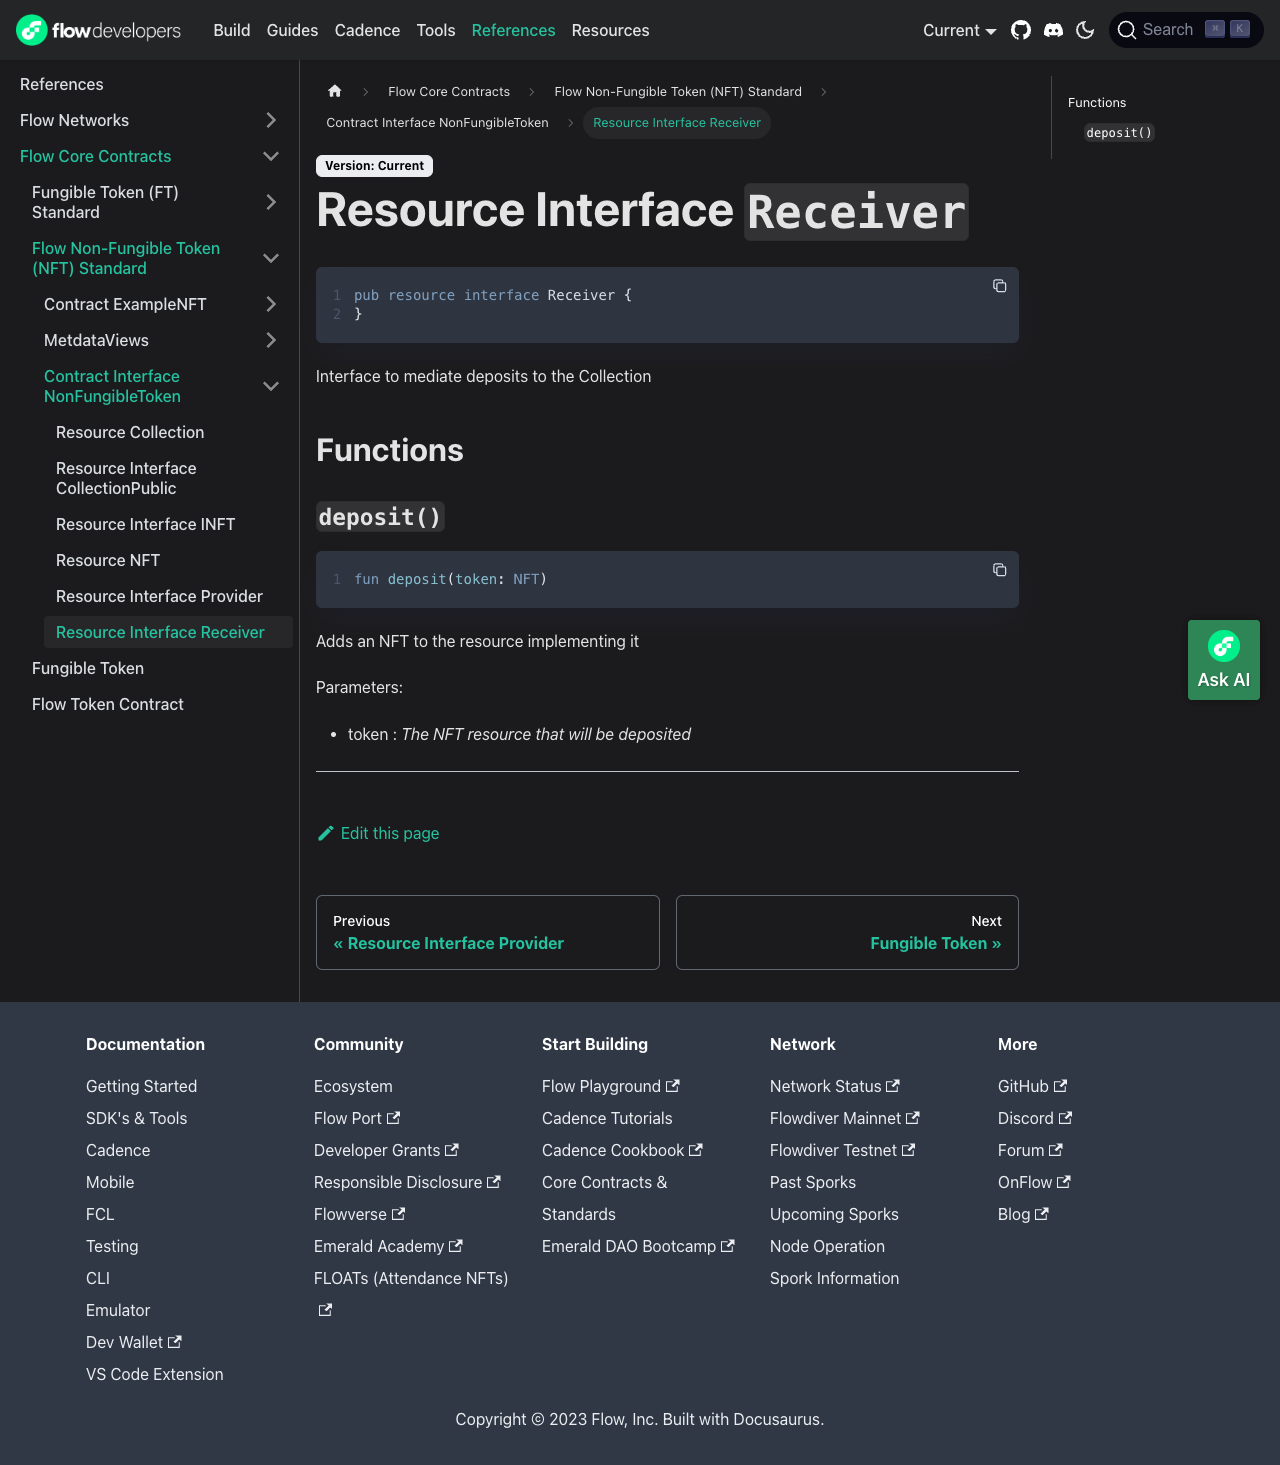 flowdevelopers
Build Guides Cadence Tools References Resources
Current
Search ⌘ K
References
Flow Networks
Flow Core Contracts
Fungible Token (FT)
Standard
Flow Non-Fungible Token
(NFT) Standard
Contract ExampleNFT
MetdataViews
Contract Interface
NonFungibleToken
Resource Collection
Resource Interface
CollectionPublic
Resource Interface INFT
Resource NFT
Resource Interface Provider
Resource Interface Receiver
Fungible Token
Flow Token Contract
Flow Core Contracts
Flow Non-Fungible Token (NFT) Standard
Contract Interface NonFungibleToken
Resource Interface Receiver
Version: Current
Resource Interface Receiver
1 pub resource interface Receiver {
2 }
Interface to mediate deposits to the Collection
Functions
deposit()
1 fun deposit(token: NFT)
Adds an NFT to the resource implementing it
Parameters:
• token : The NFT resource that will be deposited
Edit this page
Previous
« Resource Interface Provider
Next
Fungible Token »
Functions
deposit()
Ask AI
Documentation
Getting Started
SDK's & Tools
Cadence
Mobile
FCL
Testing
CLI
Emulator
Dev Wallet
VS Code Extension
Community
Ecosystem
Flow Port
Developer Grants
Responsible Disclosure
Flowverse
Emerald Academy
FLOATs (Attendance NFTs)
Start Building
Flow Playground
Cadence Tutorials
Cadence Cookbook
Core Contracts &
Standards
Emerald DAO Bootcamp
Network
Network Status
Flowdiver Mainnet
Flowdiver Testnet
Past Sporks
Upcoming Sporks
Node Operation
Spork Information
More
GitHub
Discord
Forum
OnFlow
Blog
Copyright © 2023 Flow, Inc. Built with Docusaurus.